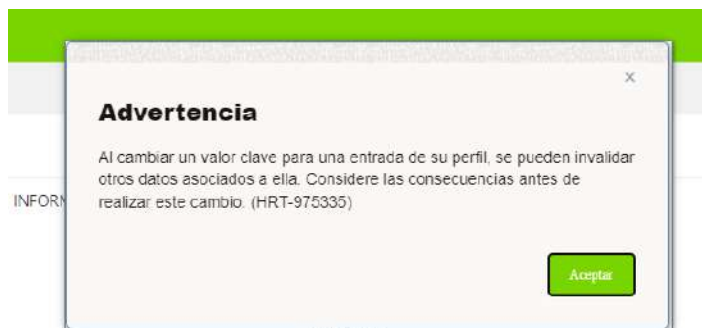 x
Advertencia
Al cambiar un valor clave para una entrada de su perfil, se pueden invalidar
otros datos asociados a ella. Considere las consecuencias antes de
INFORM
realizar este cambio. (HRT-975335)
Aceptar